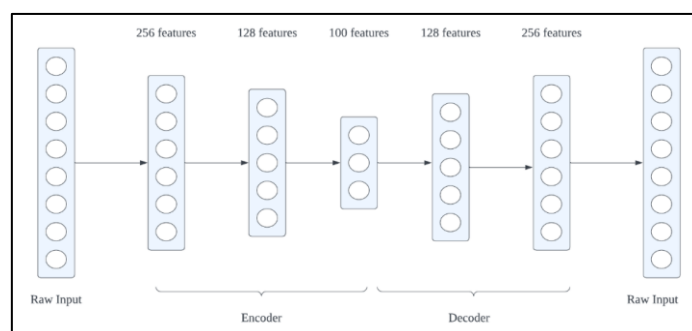 256 features
128 features
100 features
128 features
256 features
Raw Input
Raw Input
Encoder
Decoder